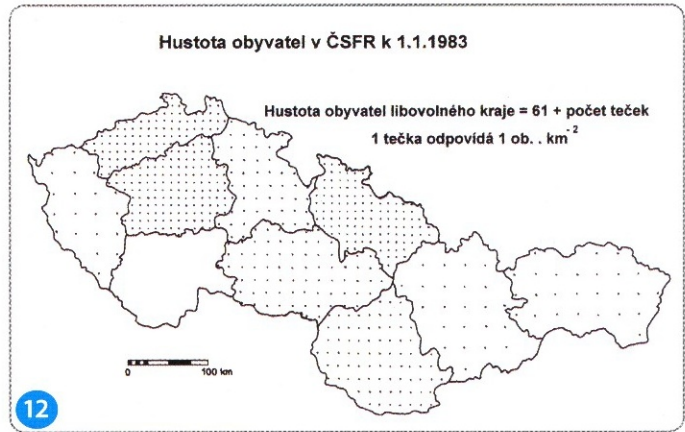 Hustota obyvatel v ČSFR k 1.1.1983
Hustota obyvatel libovolného kraje = 61 + počet teček
1 tečka odpovídá 1 ob. . km⁻²
0 100 km
12